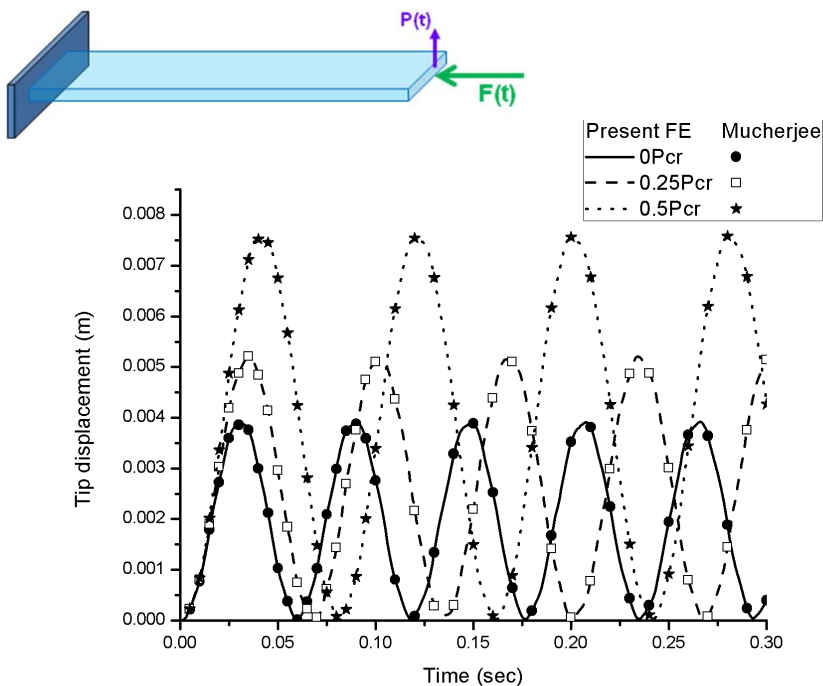 P(t)
F(t)
Present FE Mucherjee
0Pcr
0.25Pcr
0.5Pcr
0.008
0.007
0.006
0.005
0.004
0.003
0.002
0.001
0.000
Tip displacement (m)
0.00 0.05 0.10 0.15 0.20 0.25 0.30
Time (sec)